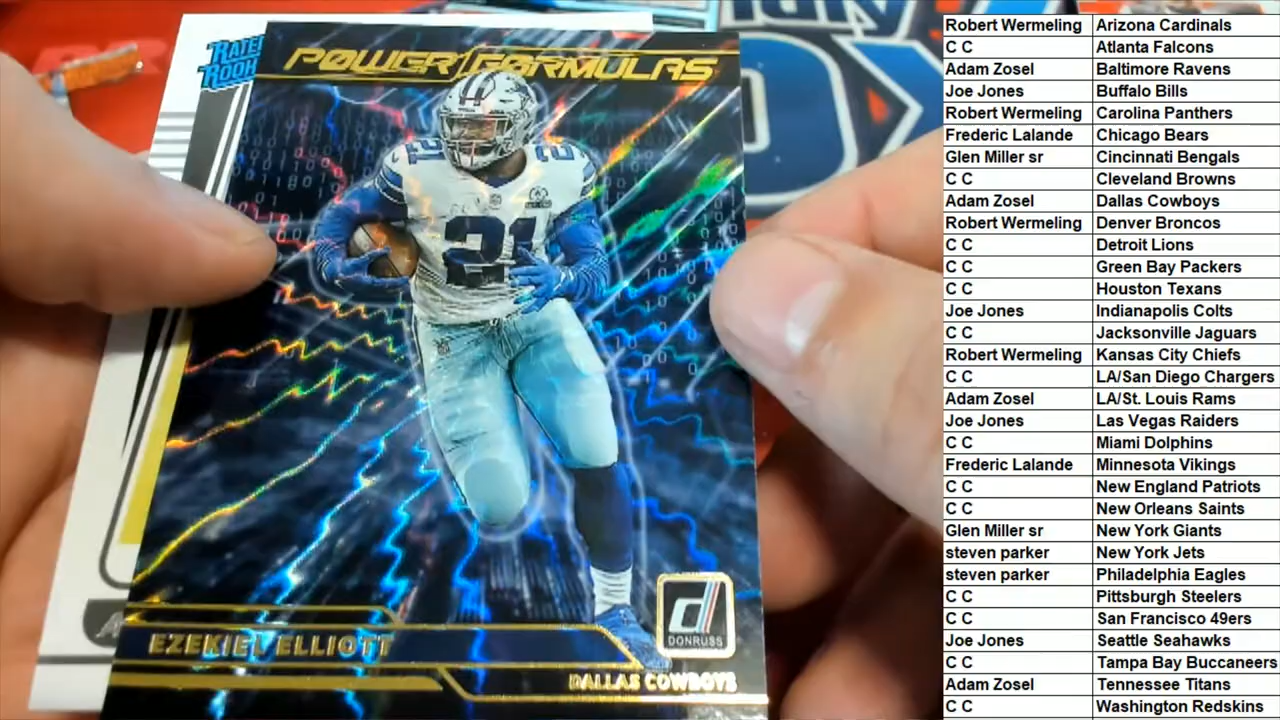 RATED
ROOKIE
POWER FORMULAS
21
21
21
EZEKIEL ELLIOTT
DALLAS COWBOYS
d
DONRUSS
Robert Wermeling Arizona Cardinals
C C Atlanta Falcons
Adam Zosel Baltimore Ravens
Joe Jones Buffalo Bills
Robert Wermeling Carolina Panthers
Frederic Lalande Chicago Bears
Glen Miller sr Cincinnati Bengals
C C Cleveland Browns
Adam Zosel Dallas Cowboys
Robert Wermeling Denver Broncos
C C Detroit Lions
C C Green Bay Packers
C C Houston Texans
Joe Jones Indianapolis Colts
C C Jacksonville Jaguars
Robert Wermeling Kansas City Chiefs
C C LA/San Diego Chargers
Adam Zosel LA/St. Louis Rams
Joe Jones Las Vegas Raiders
C C Miami Dolphins
Frederic Lalande Minnesota Vikings
C C New England Patriots
C C New Orleans Saints
Glen Miller sr New York Giants
steven parker New York Jets
steven parker Philadelphia Eagles
C C Pittsburgh Steelers
C C San Francisco 49ers
Joe Jones Seattle Seahawks
C C Tampa Bay Buccaneers
Adam Zosel Tennessee Titans
C C Washington Redskins